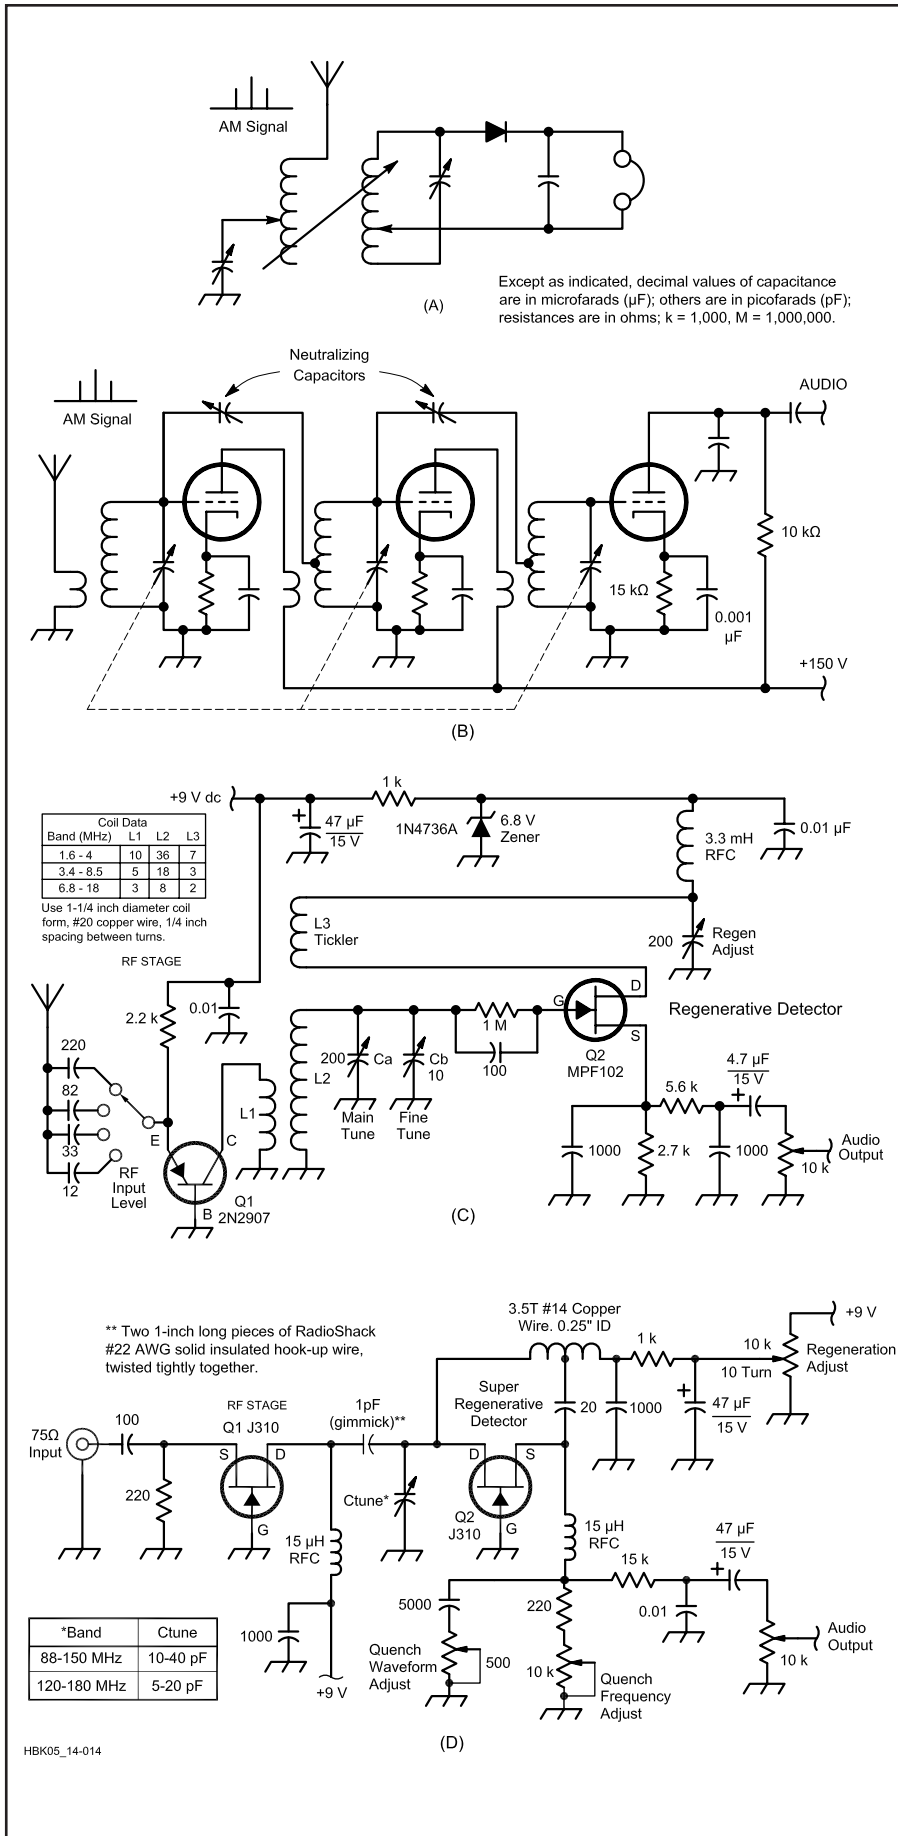 AM Signal
(A)
Except as indicated, decimal values of capacitance
are in microfarads (µF); others are in picofarads (pF);
resistances are in ohms; k = 1,000, M = 1,000,000.
Neutralizing
Capacitors
AM Signal
AUDIO
10 kΩ
15 kΩ
0.001
µF
+150 V
(B)
+9 V dc
1 k
+
47 µF
15 V
1N4736A
6.8 V
Zener
3.3 mH
RFC
0.01 µF
Coil Data
Band (MHz) L1 L2 L3
1.6 - 4 10 36 7
3.4 - 8.5 5 18 3
6.8 - 18 3 8 2
Use 1-1/4 inch diameter coil
form, #20 copper wire, 1/4 inch
spacing between turns.
RF STAGE
L3
Tickler
200
Regen
Adjust
2.2 k
0.01
G
D
S
Regenerative Detector
1 M
100
Q2
MPF102
220
82
33
12
RF
Input
Level
E
C
B
Q1
2N2907
L1
L2
200
Ca
Main
Tune
Cb
10
Fine
Tune
5.6 k
4.7 µF
15 V
+
1000
2.7 k
1000
10 k
Audio
Output
(C)
** Two 1-inch long pieces of RadioShack
#22 AWG solid insulated hook-up wire,
twisted tightly together.
3.5T #14 Copper
Wire. 0.25" ID
1 k
10 k
10 Turn
+9 V
Regeneration
Adjust
+
47 µF
15 V
Super
Regenerative
Detector
20
1000
75Ω
Input
100
220
RF STAGE
Q1 J310
S
D
G
1pF
(gimmick)**
Ctune*
D
S
G
Q2
J310
15 µH
RFC
15 µH
RFC
15 k
47 µF
15 V
+
1000
+9 V
5000
Quench
Waveform
Adjust
500
220
10 k
Quench
Frequency
Adjust
0.01
10 k
Audio
Output
*Band Ctune
88-150 MHz 10-40 pF
120-180 MHz 5-20 pF
(D)
HBK05_14-014